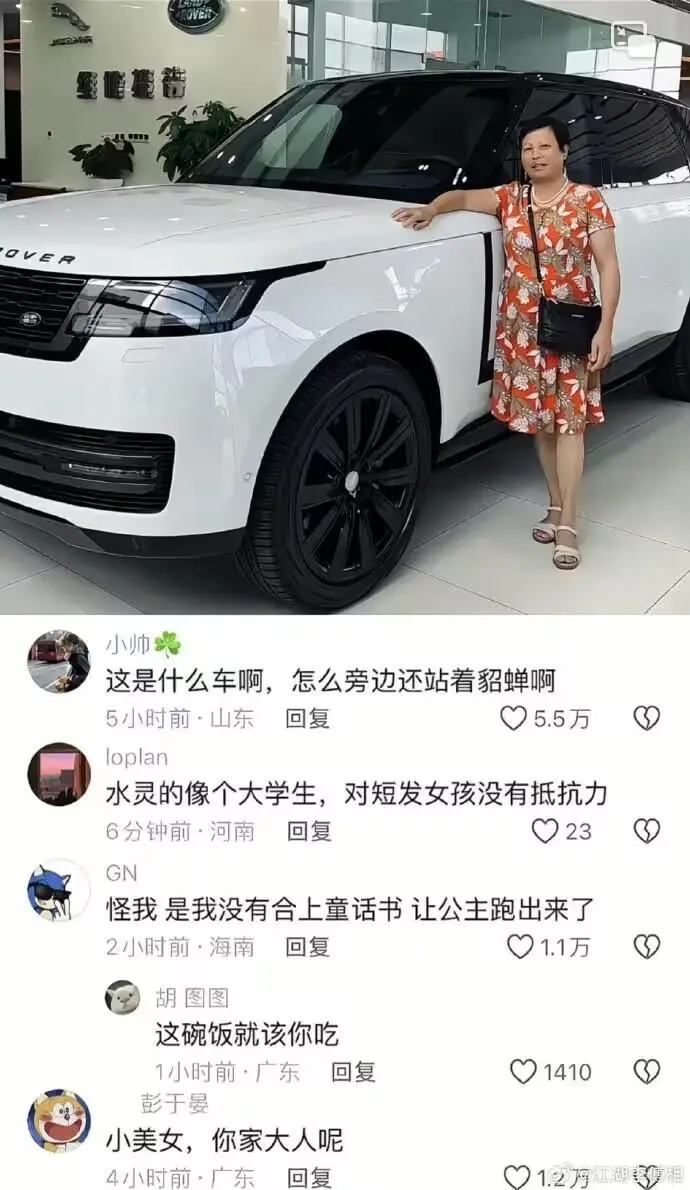 LAND
ROVER
JAGUAR
ROVER
小帅☘️
这是什么车啊，怎么旁边还站着貂蝉啊
5小时前·山东 回复 5.5万
loplan
水灵的像个大学生，对短发女孩没有抵抗力
6分钟前·河南 回复 23
GN
怪我 是我没有合上童话书 让公主跑出来了
2小时前·海南 回复 1.1万
胡 图图
这碗饭就该你吃
1小时前·广东 回复 1410
彭于晏
小美女，你家大人呢
4小时前·广东 回复 1.2万